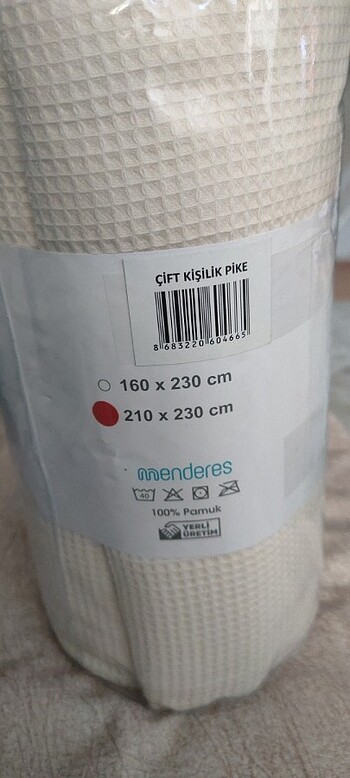 ÇİFT KİŞİLİK PİKE
8 683220 604665
160 x 230 cm
210 x 230 cm
menderes
40
100% Pamuk
YERLİ
ÜRETİM